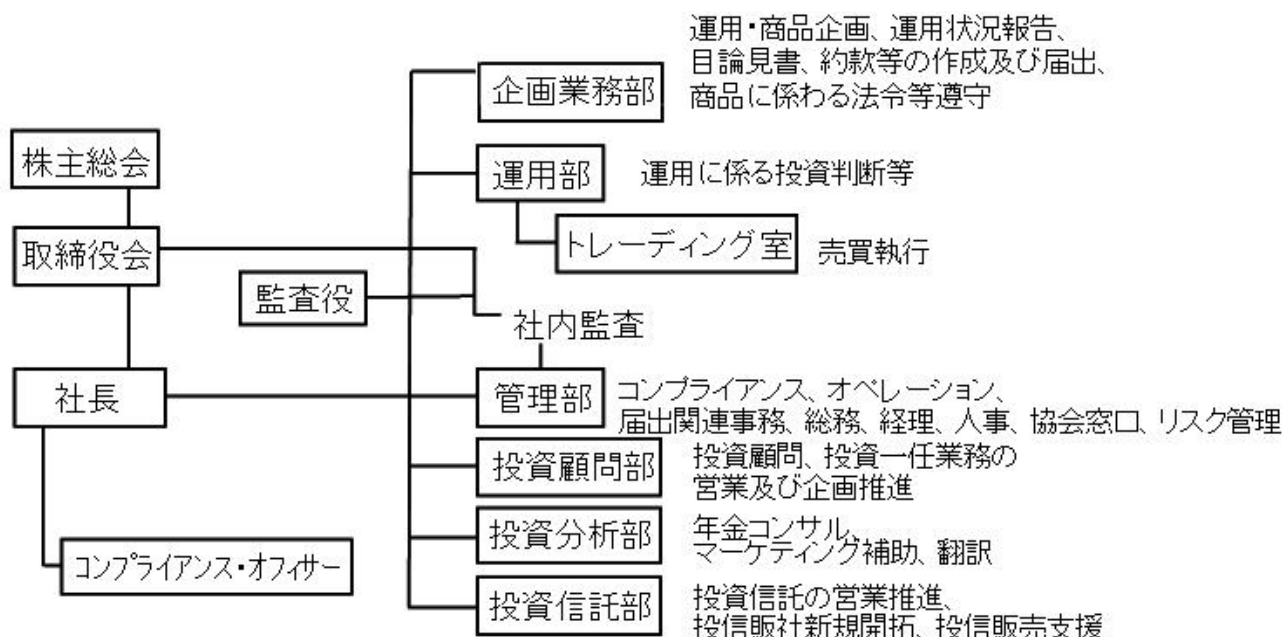 運用・商品企画、運用状況報告、
目論見書、約款等の作成及び届出、
商品に係わる法令等遵守
企画業務部
株主総会
運用部
運用に係る投資判断等
取締役会
トレーディング室
売買執行
監査役
社内監査
社長
管理部
コンプライアンス、オペレーション、
届出関連事務、総務、経理、人事、協会窓口、リスク管理
投資顧問部
投資顧問、投資一任業務の
営業及び企画推進
投資分析部
年金コンサル、
マーケティング補助、翻訳
コンプライアンス・オフィサー
投資信託部
投資信託の営業推進、
投信販社新規開拓、投信販売支援